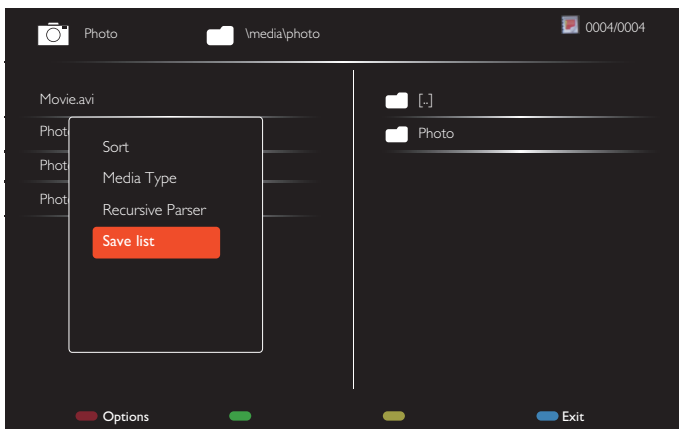 Photo \media\photo 0004/0004
Movie.avi [..]
Phot Photo
Sort
Phot
Media Type
Recursive Parser
Phot
Save list
Options Exit